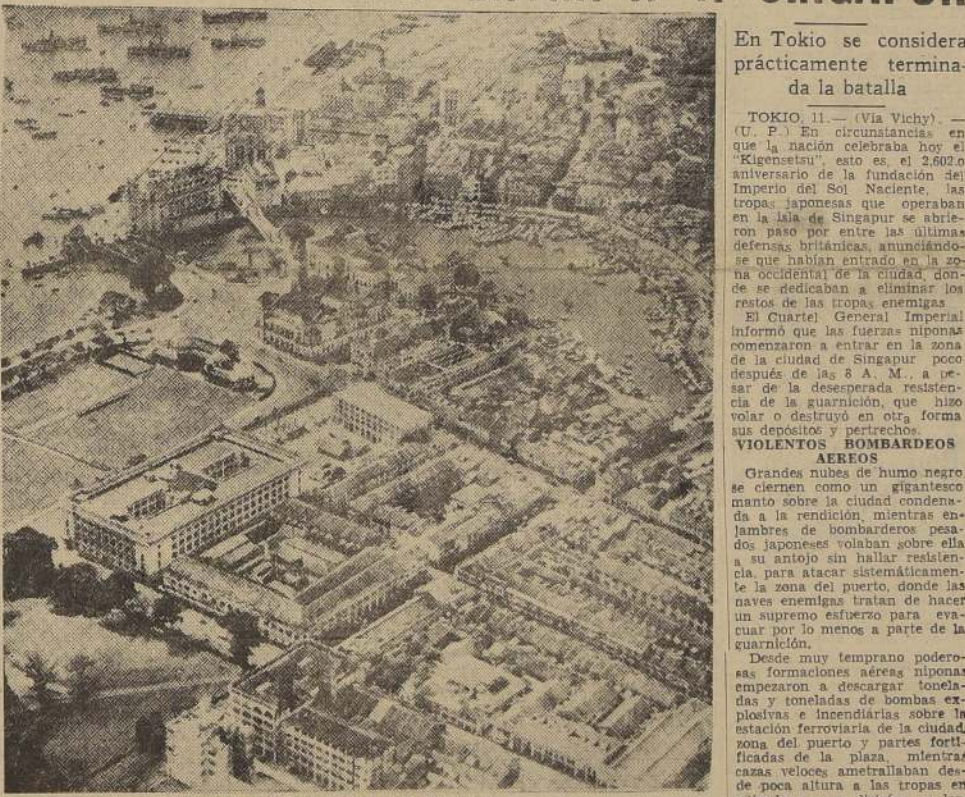 En Tokio se considera
prácticamente termina-
da la batalla
TOKIO, 11.— (Vía Vichy). —
(U. P.) En circunstancias en
que la nación celebraba hoy el
"Kigensetsu", esto es, el 2,602.o
aniversario de la fundación del
Imperio del Sol Naciente, las
tropas japonesas que operaban
en la isla de Singapur se abrie-
ron paso por entre las últimas
defensas británicas, anunciándo-
se que habían entrado en la zo-
na occidental de la ciudad, don-
de se dedicaban a eliminar los
restos de las tropas enemigas
El Cuartel General Imperial
informó que las fuerzas niponas
comenzaron a entrar en la zona
de la ciudad de Singapur poco
después de las 8 A. M., a pe-
sar de la desesperada resisten-
cia de la guarnición, que hizo
volar o destruyó en otra forma
sus depósitos y pertrechos.
VIOLENTOS BOMBARDEOS
AEREOS
Grandes nubes de humo negro
se ciernen como un gigantesco
manto sobre la ciudad condena-
da a la rendición, mientras en-
jambres de bombarderos pesa-
dos japoneses volaban sobre ella
a su antojo sin hallar resisten-
cia, para atacar sistemáticamen-
te la zona del puerto, donde las
naves enemigas tratan de hacer
un supremo esfuerzo para eva-
cuar por lo menos a parte de la
guarnición.
Desde muy temprano podero-
sas formaciones aéreas niponas
empezaron a descargar tonela-
das y toneladas de bombas ex-
plosivas e incendiarias sobre la
estación ferroviaria de la ciudad,
zona del puerto y partes forti-
ficadas de la plaza, mientras
cazas veloces ametrallaban des-
de poca altura a las tropas en